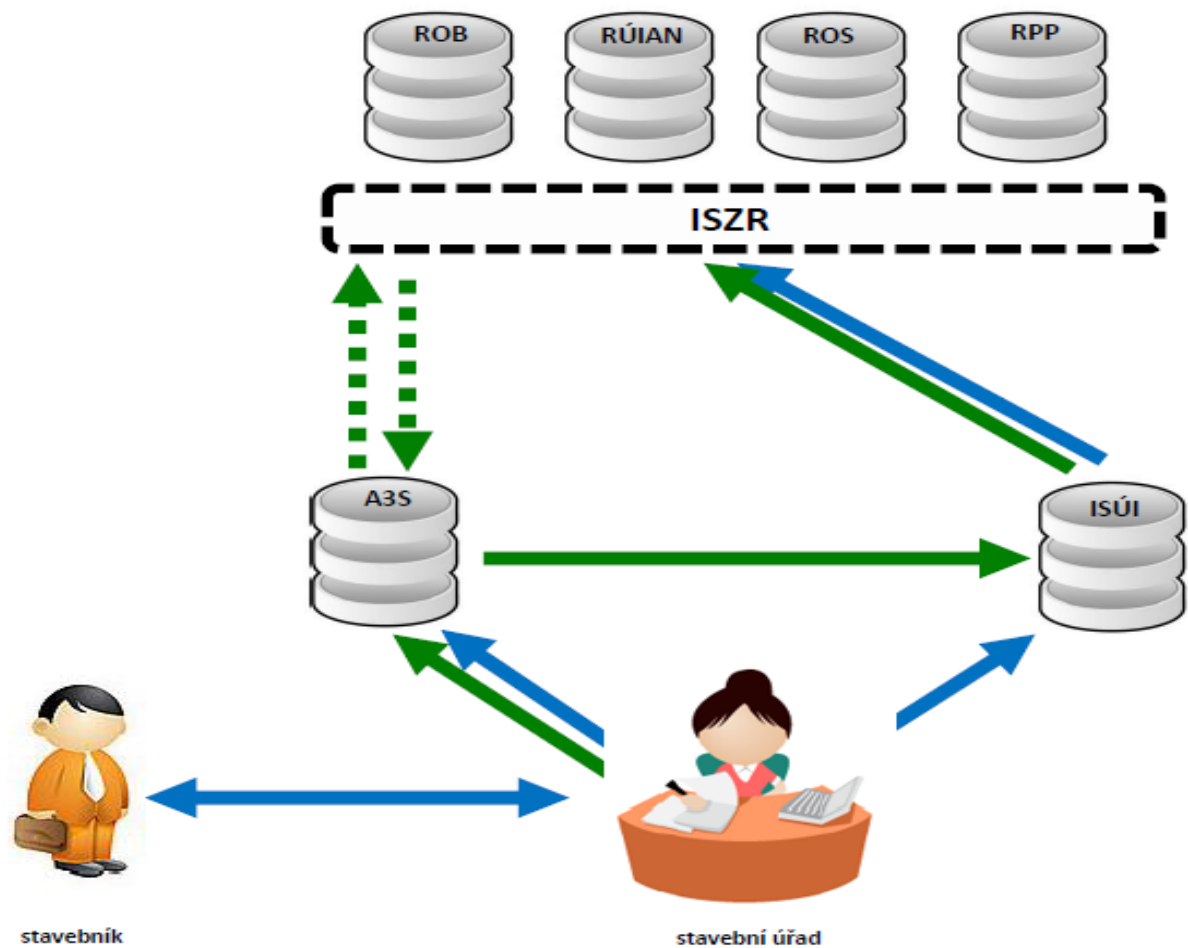 ROB
RÚIAN
ROS
RPP
ISZR
A3S
ISÚI
stavebník
stavební úřad